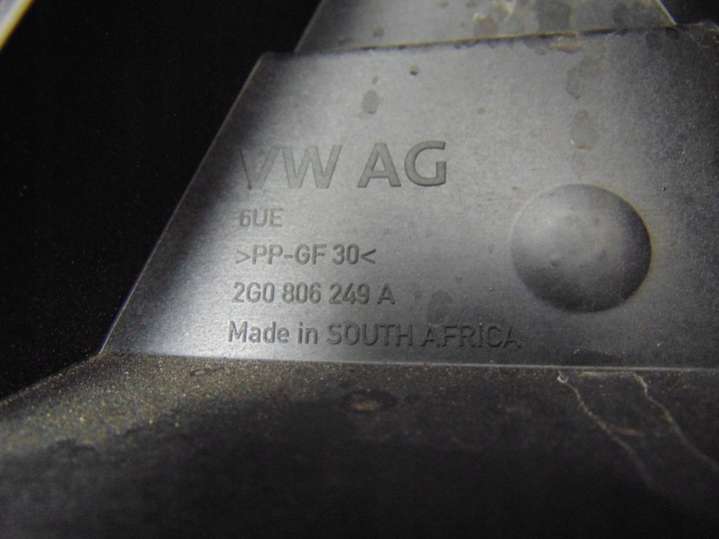 VW AG
6UE
>PP-GF 30<
2G0 806 249 A
Made in SOUTH AFRICA